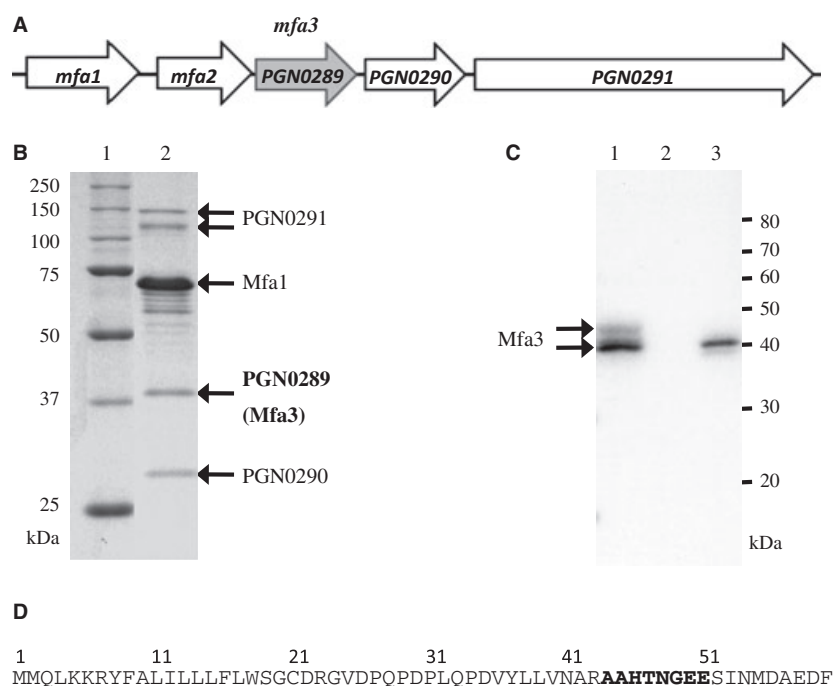 A
mfa3
mfa1 mfa2 PGN0289 PGN0290 PGN0291
B
1 2
250
150
100
75
50
37
25
kDa
PGN0291
Mfa1
PGN0289
(Mfa3)
PGN0290
C
1 2 3
Mfa3
80
70
60
50
40
30
20
kDa
D
1 11 21 31 41 51
MMQLKKRYFALILLLFLWSGCDRGVDPQPDPLQPDVYLLVNARAAHTNGEESINMDAEDF